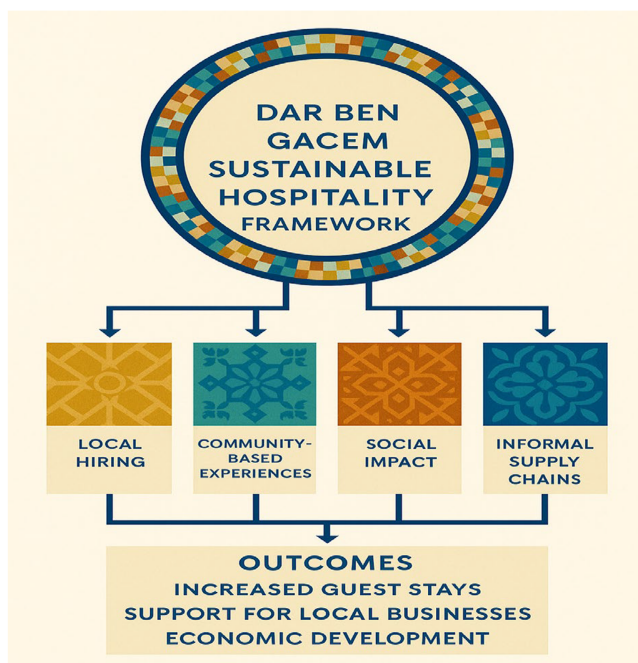 DAR BEN
GACEM
SUSTAINABLE
HOSPITALITY
FRAMEWORK
LOCAL
HIRING
COMMUNITY-
BASED
EXPERIENCES
SOCIAL
IMPACT
INFORMAL
SUPPLY
CHAINS
OUTCOMES
INCREASED GUEST STAYS
SUPPORT FOR LOCAL BUSINESSES
ECONOMIC DEVELOPMENT